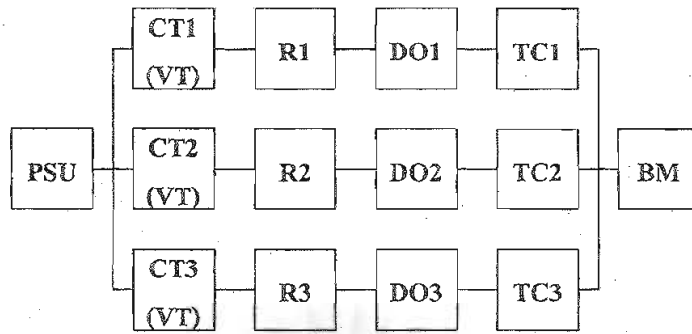 CT1
(VT)
R1
DO1
TC1
PSU
CT2
(VT)
R2
DO2
TC2
BM
CT3
(VT)
R3
DO3
TC3